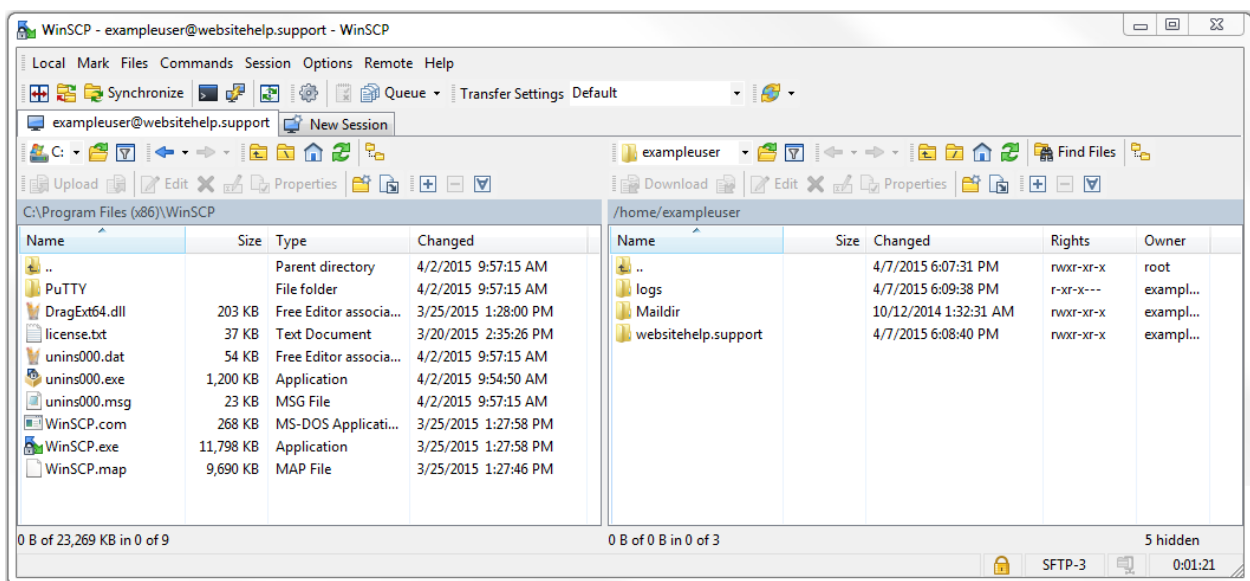 WinSCP - exampleuser@websitehelp.support - WinSCP
Local Mark Files Commands Session Options Remote Help
Synchronize Queue Transfer Settings Default
exampleuser@websitehelp.support New Session
C: exampleuser Find Files
Upload Edit Properties Download Edit Properties
C:\Program Files (x86)\WinSCP /home/exampleuser
Name Size Type Changed Name Size Changed Rights Owner
.. Parent directory 4/2/2015 9:57:15 AM .. 4/7/2015 6:07:31 PM rwxr-xr-x root
PuTTY File folder 4/2/2015 9:57:15 AM logs 4/7/2015 6:09:38 PM r-xr-x--- exampl...
DragExt64.dll 203 KB Free Editor associa... 3/25/2015 1:28:00 PM Maildir 10/12/2014 1:32:31 AM rwxr-xr-x exampl...
license.txt 37 KB Text Document 3/20/2015 2:35:26 PM websitehelp.support 4/7/2015 6:08:40 PM rwxr-xr-x exampl...
unins000.dat 54 KB Free Editor associa... 4/2/2015 9:57:15 AM
unins000.exe 1,200 KB Application 4/2/2015 9:54:50 AM
unins000.msg 23 KB MSG File 4/2/2015 9:57:15 AM
WinSCP.com 268 KB MS-DOS Applicati... 3/25/2015 1:27:58 PM
WinSCP.exe 11,798 KB Application 3/25/2015 1:27:58 PM
WinSCP.map 9,690 KB MAP File 3/25/2015 1:27:46 PM
0 B of 23,269 KB in 0 of 9 0 B of 0 B in 0 of 3 5 hidden
SFTP-3 0:01:21